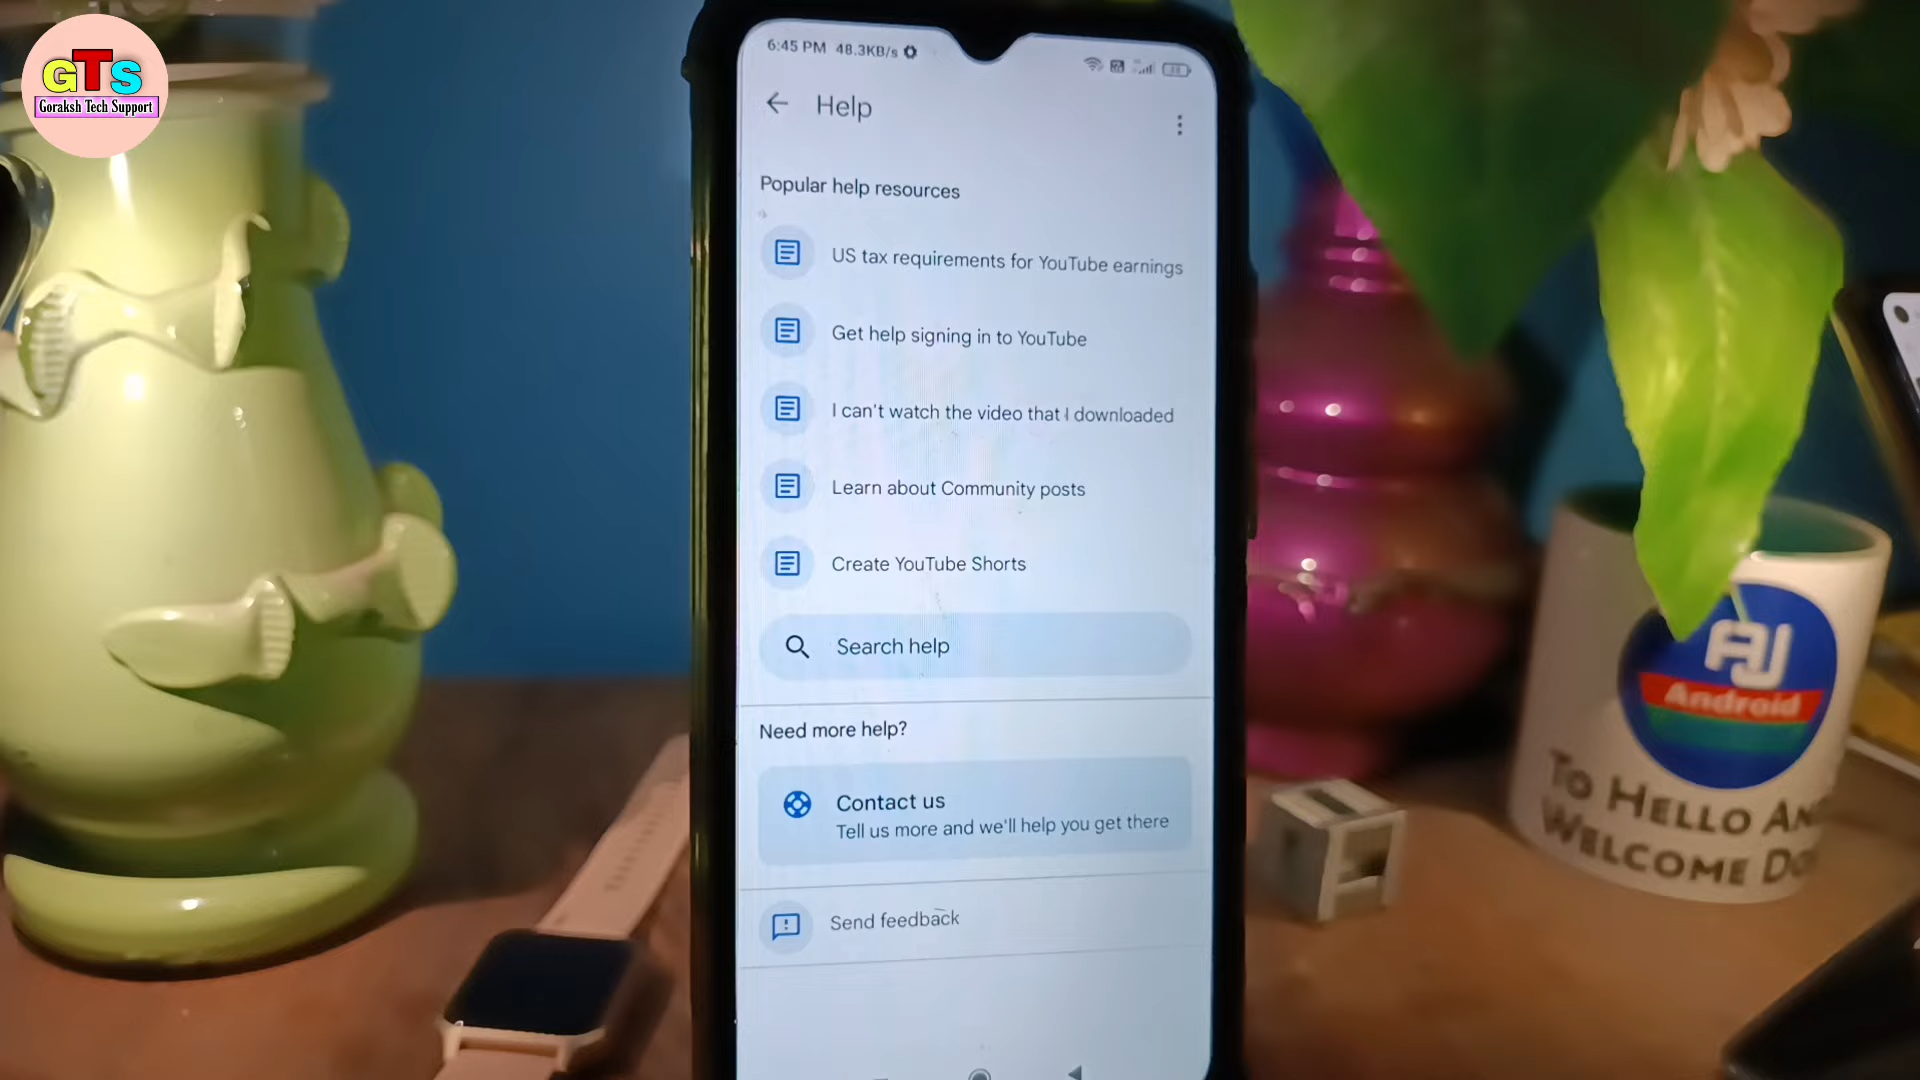 GTS
Goraksh Tech Support
6:45 PM 48.3KB/s
Help
Popular help resources
US tax requirements for YouTube earnings
Get help signing in to YouTube
I can't watch the video that I downloaded
Learn about Community posts
Create YouTube Shorts
Search help
Need more help?
Contact us
Tell us more and we'll help you get there
Send feedback
AJ
Android
TO HELLO AN
WELCOME DO